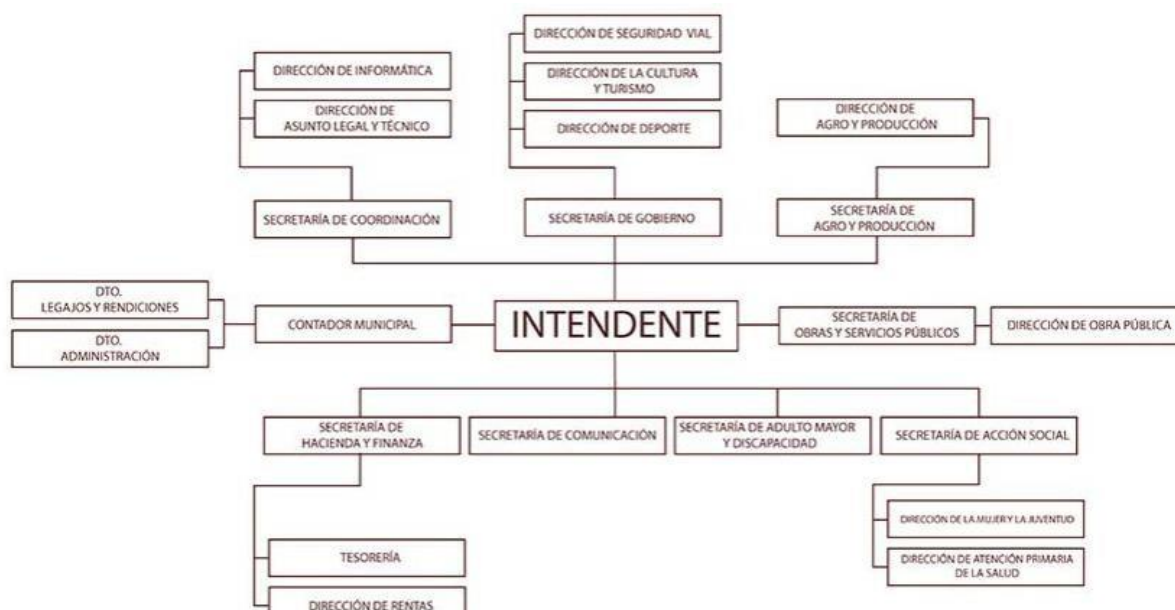 DIRECCIÓN DE SEGURIDAD VIAL
DIRECCIÓN DE INFORMÁTICA
DIRECCIÓN DE LA CULTURA
Y TURISMO
DIRECCIÓN DE
ASUNTO LEGAL Y TÉCNICO
DIRECCIÓN DE
AGRO Y PRODUCCIÓN
DIRECCIÓN DE DEPORTE
SECRETARÍA DE COORDINACIÓN
SECRETARÍA DE GOBIERNO
SECRETARÍA DE
AGRO Y PRODUCCIÓN
DTO.
LEGAJOS Y RENDICIONES
DTO.
ADMINISTRACIÓN
CONTADOR MUNICIPAL
INTENDENTE
SECRETARÍA DE
OBRAS Y SERVICIOS PÚBLICOS
DIRECCIÓN DE OBRA PÚBLICA
SECRETARÍA DE
HACIENDA Y FINANZA
SECRETARÍA DE COMUNICACIÓN
SECRETARÍA DE ADULTO MAYOR
Y DISCAPACIDAD
SECRETARÍA DE ACCIÓN SOCIAL
TESORERÍA
DIRECCIÓN DE RENTAS
DIRECCIÓN DE LA MUJER Y LA JUVENTUD
DIRECCIÓN DE ATENCIÓN PRIMARIA
DE LA SALUD